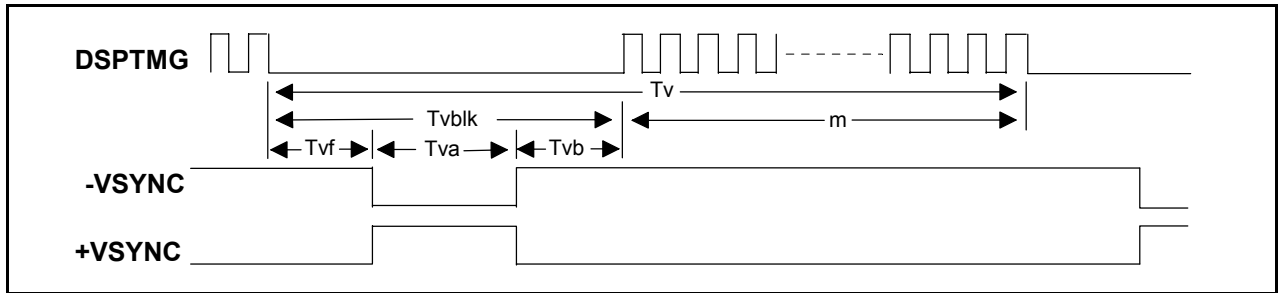 DSPTMG
Tv
Tvblk
m
Tvf
Tva
Tvb
-VSYNC
+VSYNC